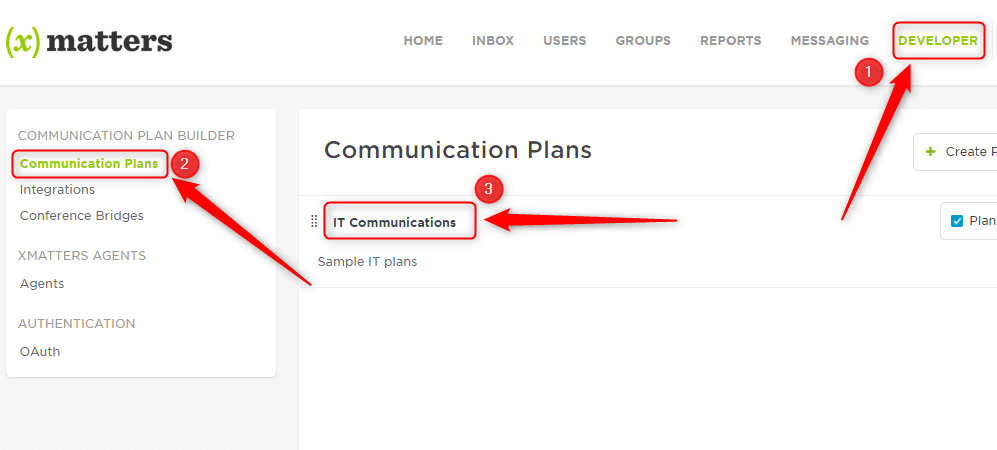 (x) matters
HOME INBOX USERS GROUPS REPORTS MESSAGING DEVELOPER
1
COMMUNICATION PLAN BUILDER
Communication Plans
2
Integrations
Conference Bridges
XMATTERS AGENTS
Agents
AUTHENTICATION
OAuth
Communication Plans
+ Create P
3
IT Communications
Plan
Sample IT plans